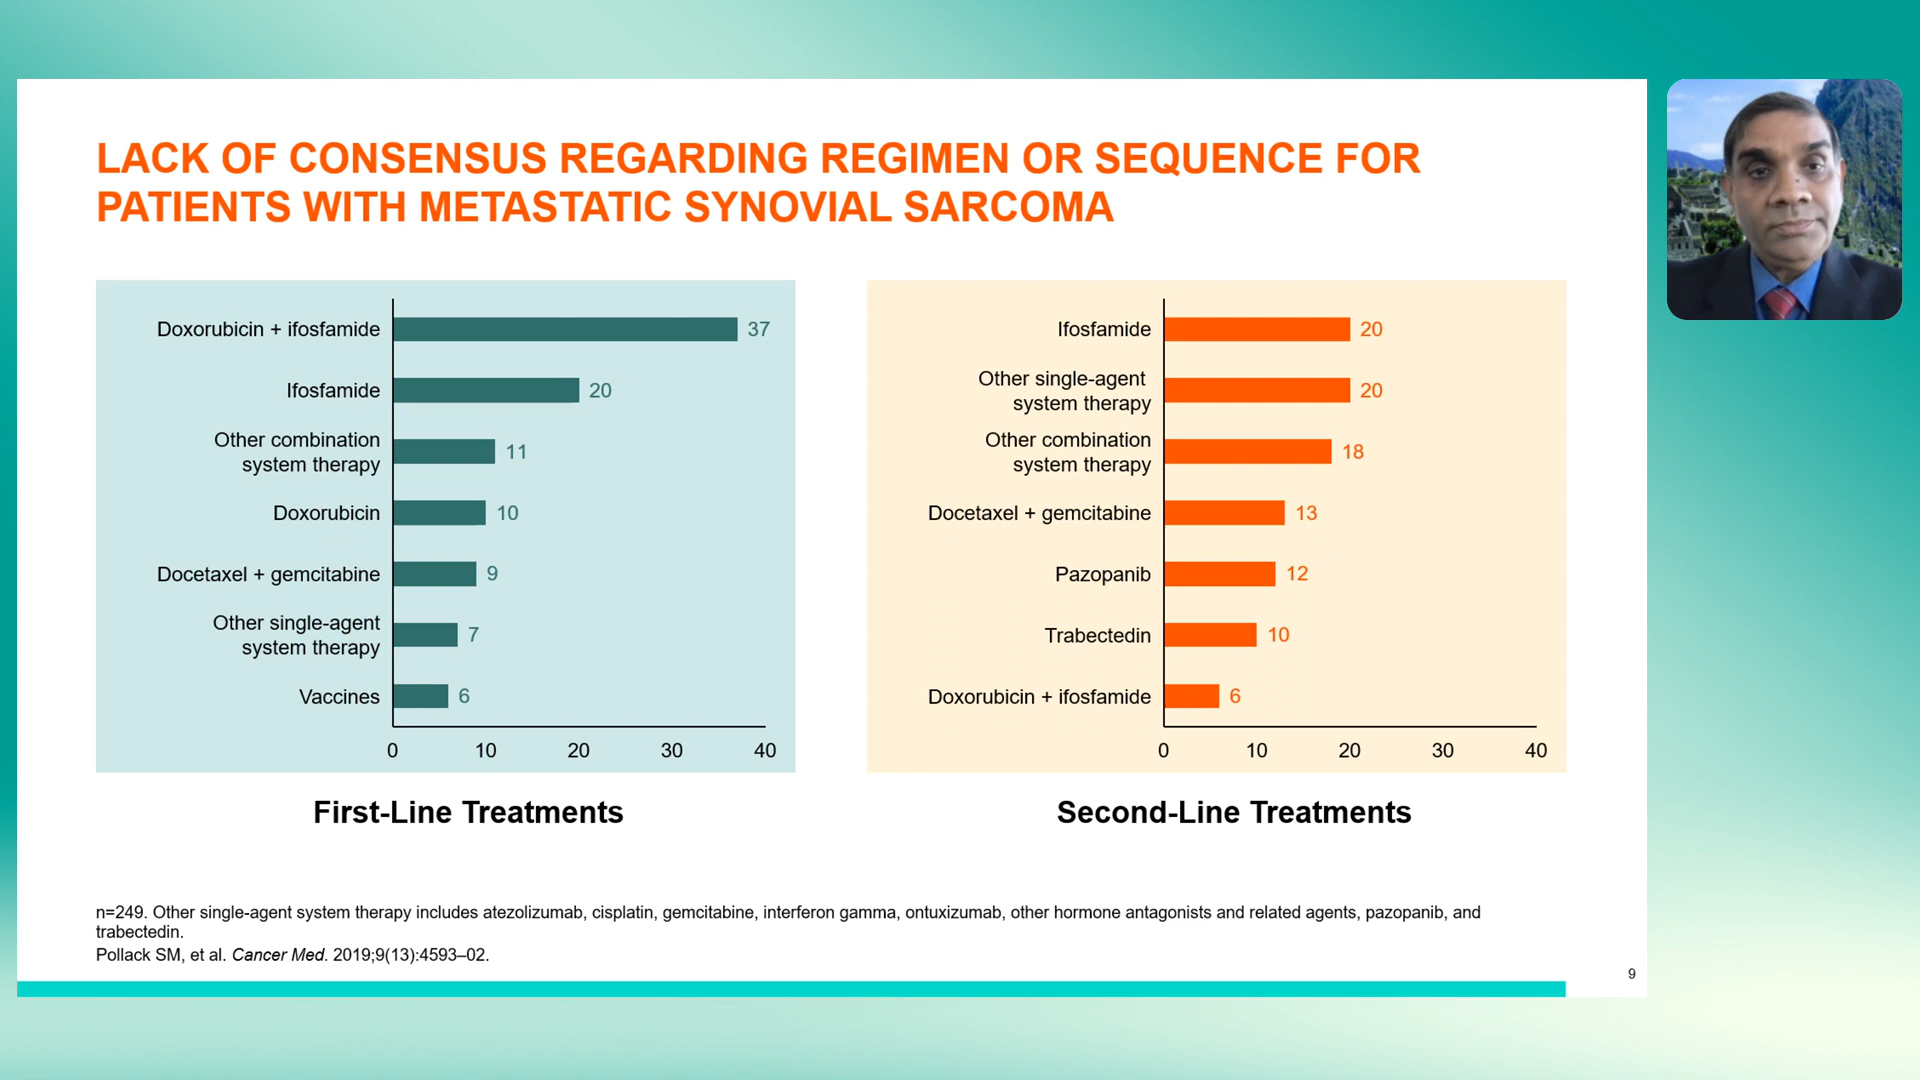 LACK OF CONSENSUS REGARDING REGIMEN OR SEQUENCE FOR
PATIENTS WITH METASTATIC SYNOVIAL SARCOMA
Doxorubicin + ifosfamide 37
Ifosfamide 20
Other combination
system therapy 11
Doxorubicin 10
Docetaxel + gemcitabine 9
Other single-agent
system therapy 7
Vaccines 6
0 10 20 30 40
First-Line Treatments
Ifosfamide 20
Other single-agent
system therapy 20
Other combination
system therapy 18
Docetaxel + gemcitabine 13
Pazopanib 12
Trabectedin 10
Doxorubicin + ifosfamide 6
0 10 20 30 40
Second-Line Treatments
n=249. Other single-agent system therapy includes atezolizumab, cisplatin, gemcitabine, interferon gamma, ontuxizumab, other hormone antagonists and related agents, pazopanib, and
trabectedin.
Pollack SM, et al. Cancer Med. 2019;9(13):4593–02.
9